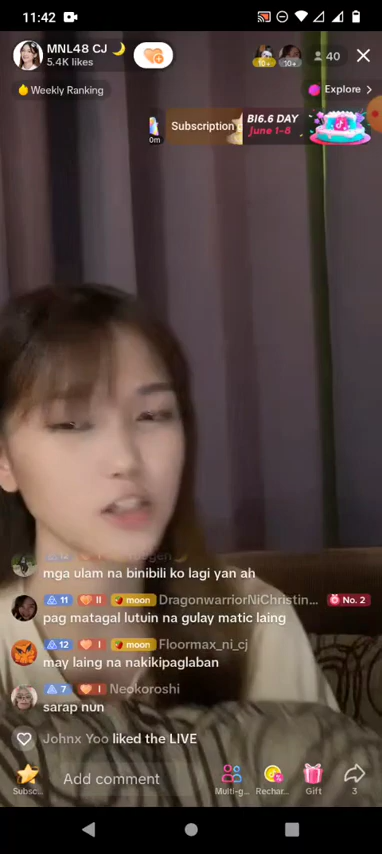 11:42
MNL48 CJ 🌙
5.4K likes
10+
10+
40
Weekly Ranking
Explore >
0m
Subscription
BI6.6 DAY
June 1-8
mga ulam na binibili ko lagi yan ah
11 II moon DragonwarriorNiChristin... No. 2
pag matagal lutuin na gulay matic laing
12 I moon Floormax_ni_cj
may laing na nakikipaglaban
7 I Neokoroshi
sarap nun
Johnx Yoo liked the LIVE
Subsc...
Add comment
Multi-g...
Rechar...
Gift
3